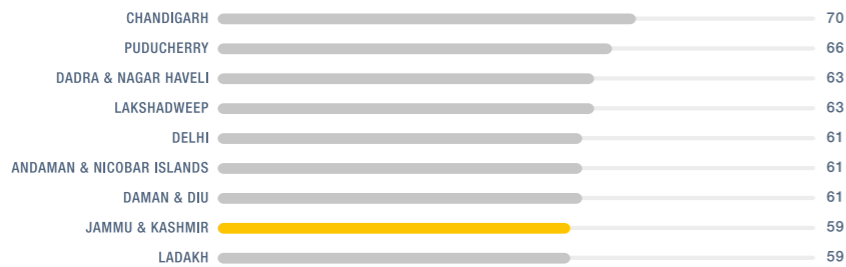 CHANDIGARH 70
PUDUCHERRY 66
DADRA & NAGAR HAVELI 63
LAKSHADWEEP 63
DELHI 61
ANDAMAN & NICOBAR ISLANDS 61
DAMAN & DIU 61
JAMMU & KASHMIR 59
LADAKH 59